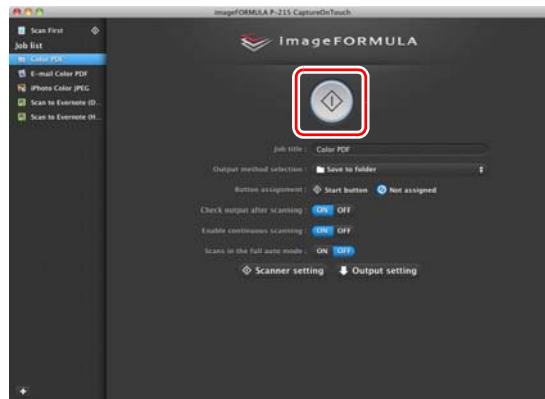 imageFORMULA P-215 CaptureOnTouch
Scan First
Job list
Color PDF
E-mail Color PDF
iPhoto Color JPEG
Scan to Evernote (D...
Scan to Evernote (H...
imageFORMULA
Job title : Color PDF
Output method selection : Save to folder
Button assignment : Start button Not assigned
Check output after scanning : ON OFF
Enable continuous scanning : ON OFF
Scans in the full auto mode : ON OFF
Scanner setting Output setting